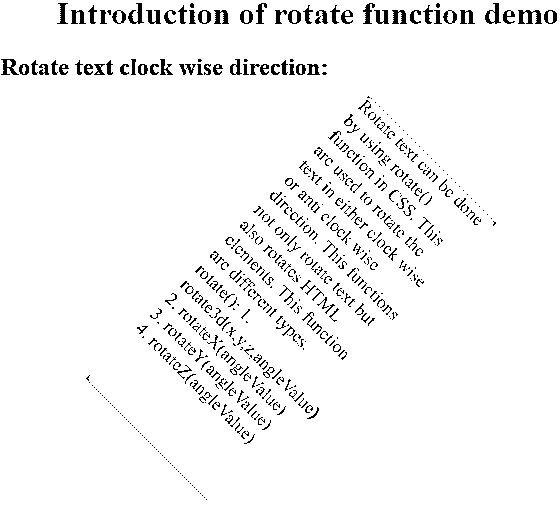 Introduction of rotate function demo
Rotate text clock wise direction:
Rotate text can be done
by using rotate()
function in CSS. This
are used to rotate the
text in either clock wise
or anti clock wise
direction. This functions
not only rotate text but
also rotates HTML
elements. This function
are different types.
rotate(): 1.
rotate3d(x,y,z,angleValue)
2. rotateX(angleValue)
3. rotateY(angleValue)
4. rotateZ(angleValue)